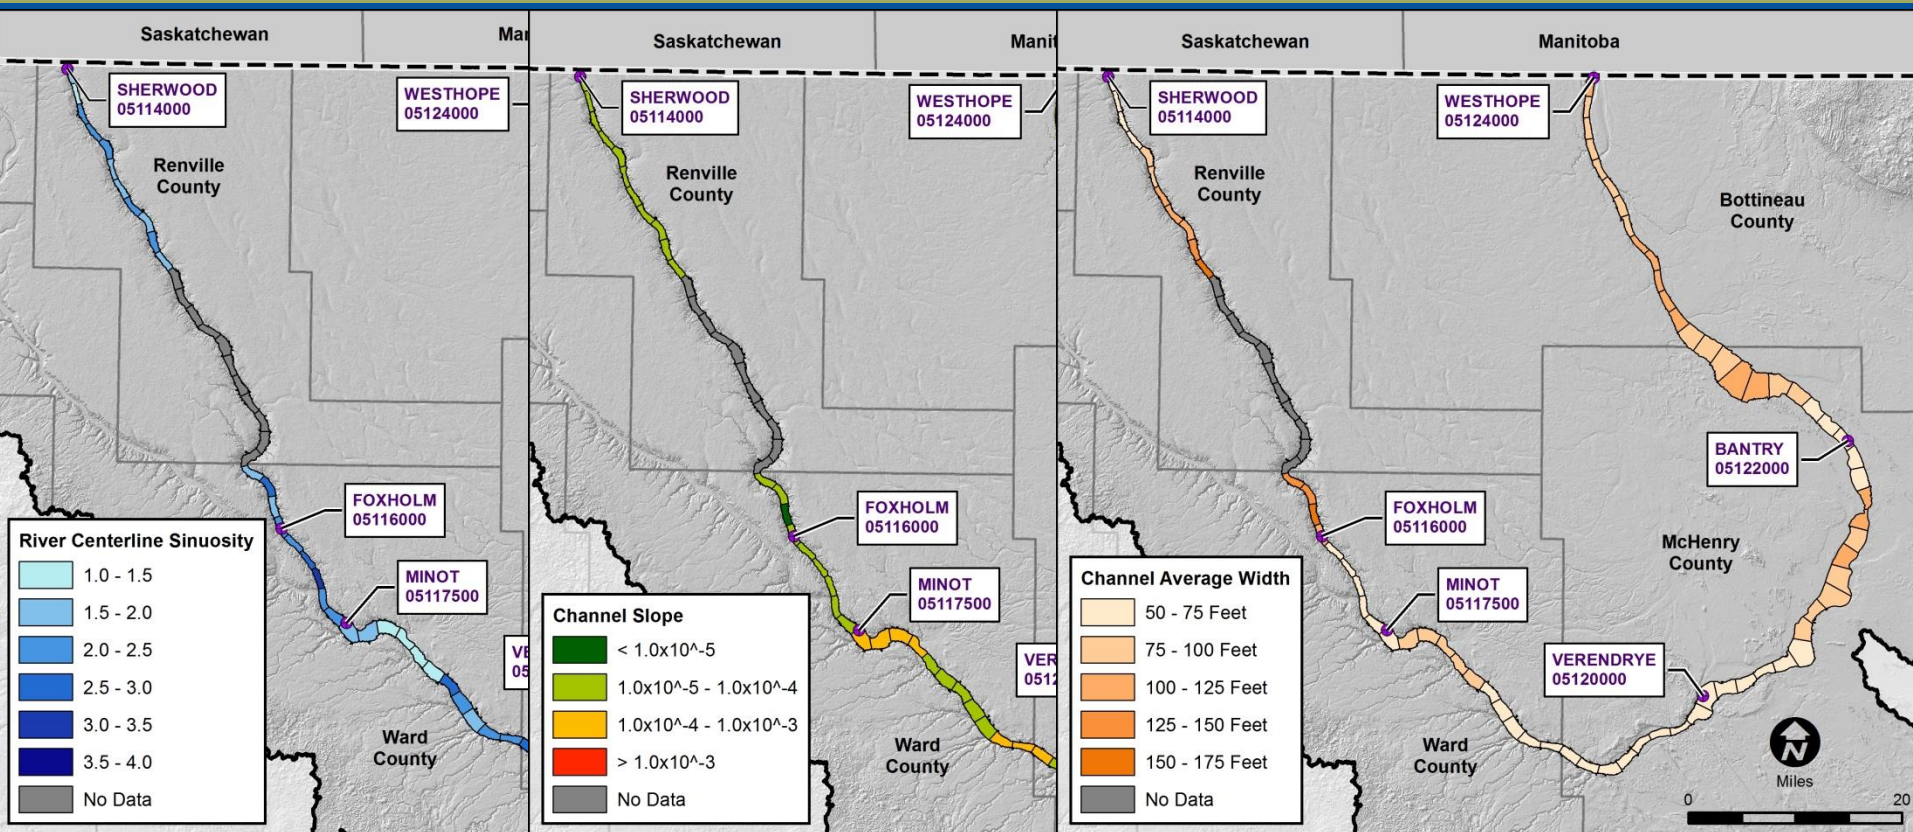 Saskatchewan
Mar
SHERWOOD
05114000
WESTHOPE
05124000
Renville
County
FOXHOLM
05116000
MINOT
05117500
VE
05
Ward
County
River Centerline Sinuosity
1.0 - 1.5
1.5 - 2.0
2.0 - 2.5
2.5 - 3.0
3.0 - 3.5
3.5 - 4.0
No Data
Saskatchewan
Manit
SHERWOOD
05114000
WESTHOPE
05124000
Renville
County
FOXHOLM
05116000
MINOT
05117500
VER
0512
Ward
County
Channel Slope
< 1.0x10^-5
1.0x10^-5 - 1.0x10^-4
1.0x10^-4 - 1.0x10^-3
> 1.0x10^-3
No Data
Saskatchewan
Manitoba
SHERWOOD
05114000
WESTHOPE
05124000
Renville
County
Bottineau
County
BANTRY
05122000
FOXHOLM
05116000
McHenry
County
MINOT
05117500
VERENDRYE
05120000
Ward
County
Channel Average Width
50 - 75 Feet
75 - 100 Feet
100 - 125 Feet
125 - 150 Feet
150 - 175 Feet
No Data
N
Miles
0 20